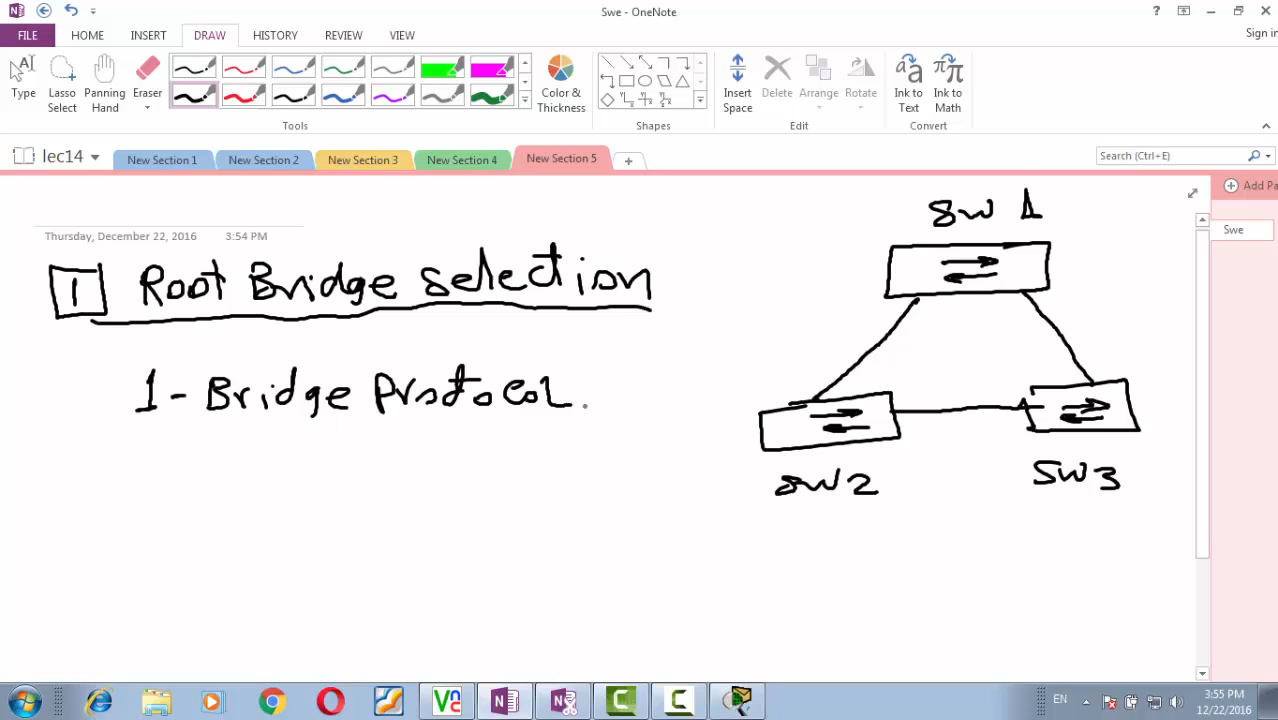 Swe - OneNote
?
Sign in
FILE HOME INSERT DRAW HISTORY REVIEW VIEW
Type
Lasso Select
Panning Hand
Eraser
Color & Thickness
Insert Space
Delete
Arrange
Rotate
Ink to Text
Ink to Math
Tools
Shapes
Edit
Convert
lec14
New Section 1
New Section 2
New Section 3
New Section 4
New Section 5
Search (Ctrl+E)
Add Pa
Swe
Thursday, December 22, 2016 3:54 PM
1 Root Bridge selection
1- Bridge Protocol.
SW 1
SW2
SW3
EN
3:55 PM
12/22/2016